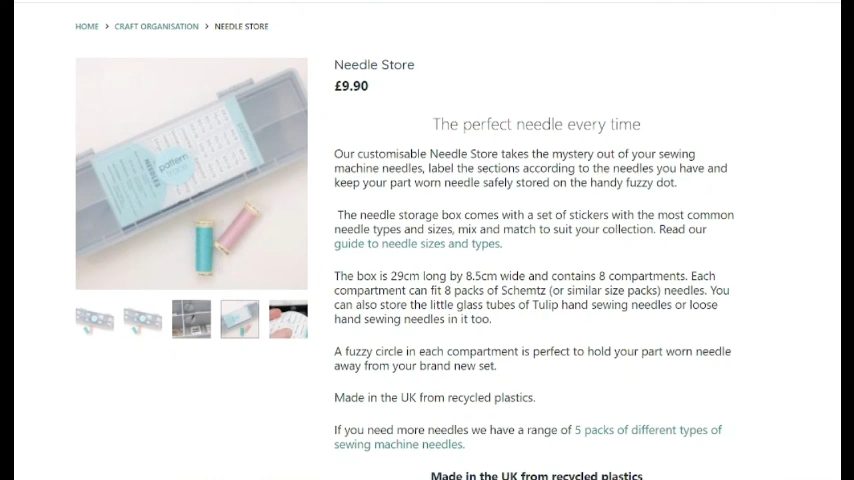 HOME > CRAFT ORGANISATION > NEEDLE STORE
Needle Store
£9.90
The perfect needle every time
Our customisable Needle Store takes the mystery out of your sewing
machine needles, label the sections according to the needles you have and
keep your part worn needle safely stored on the handy fuzzy dot.
The needle storage box comes with a set of stickers with the most common
needle types and sizes, mix and match to suit your collection. Read our
guide to needle sizes and types.
The box is 29cm long by 8.5cm wide and contains 8 compartments. Each
compartment can fit 8 packs of Schemtz (or similar size packs) needles. You
can also store the little glass tubes of Tulip hand sewing needles or loose
hand sewing needles in it too.
A fuzzy circle in each compartment is perfect to hold your part worn needle
away from your brand new set.
Made in the UK from recycled plastics.
If you need more needles we have a range of 5 packs of different types of
sewing machine needles.
Made in the UK from recycled plastics
NEEDLES
pattern